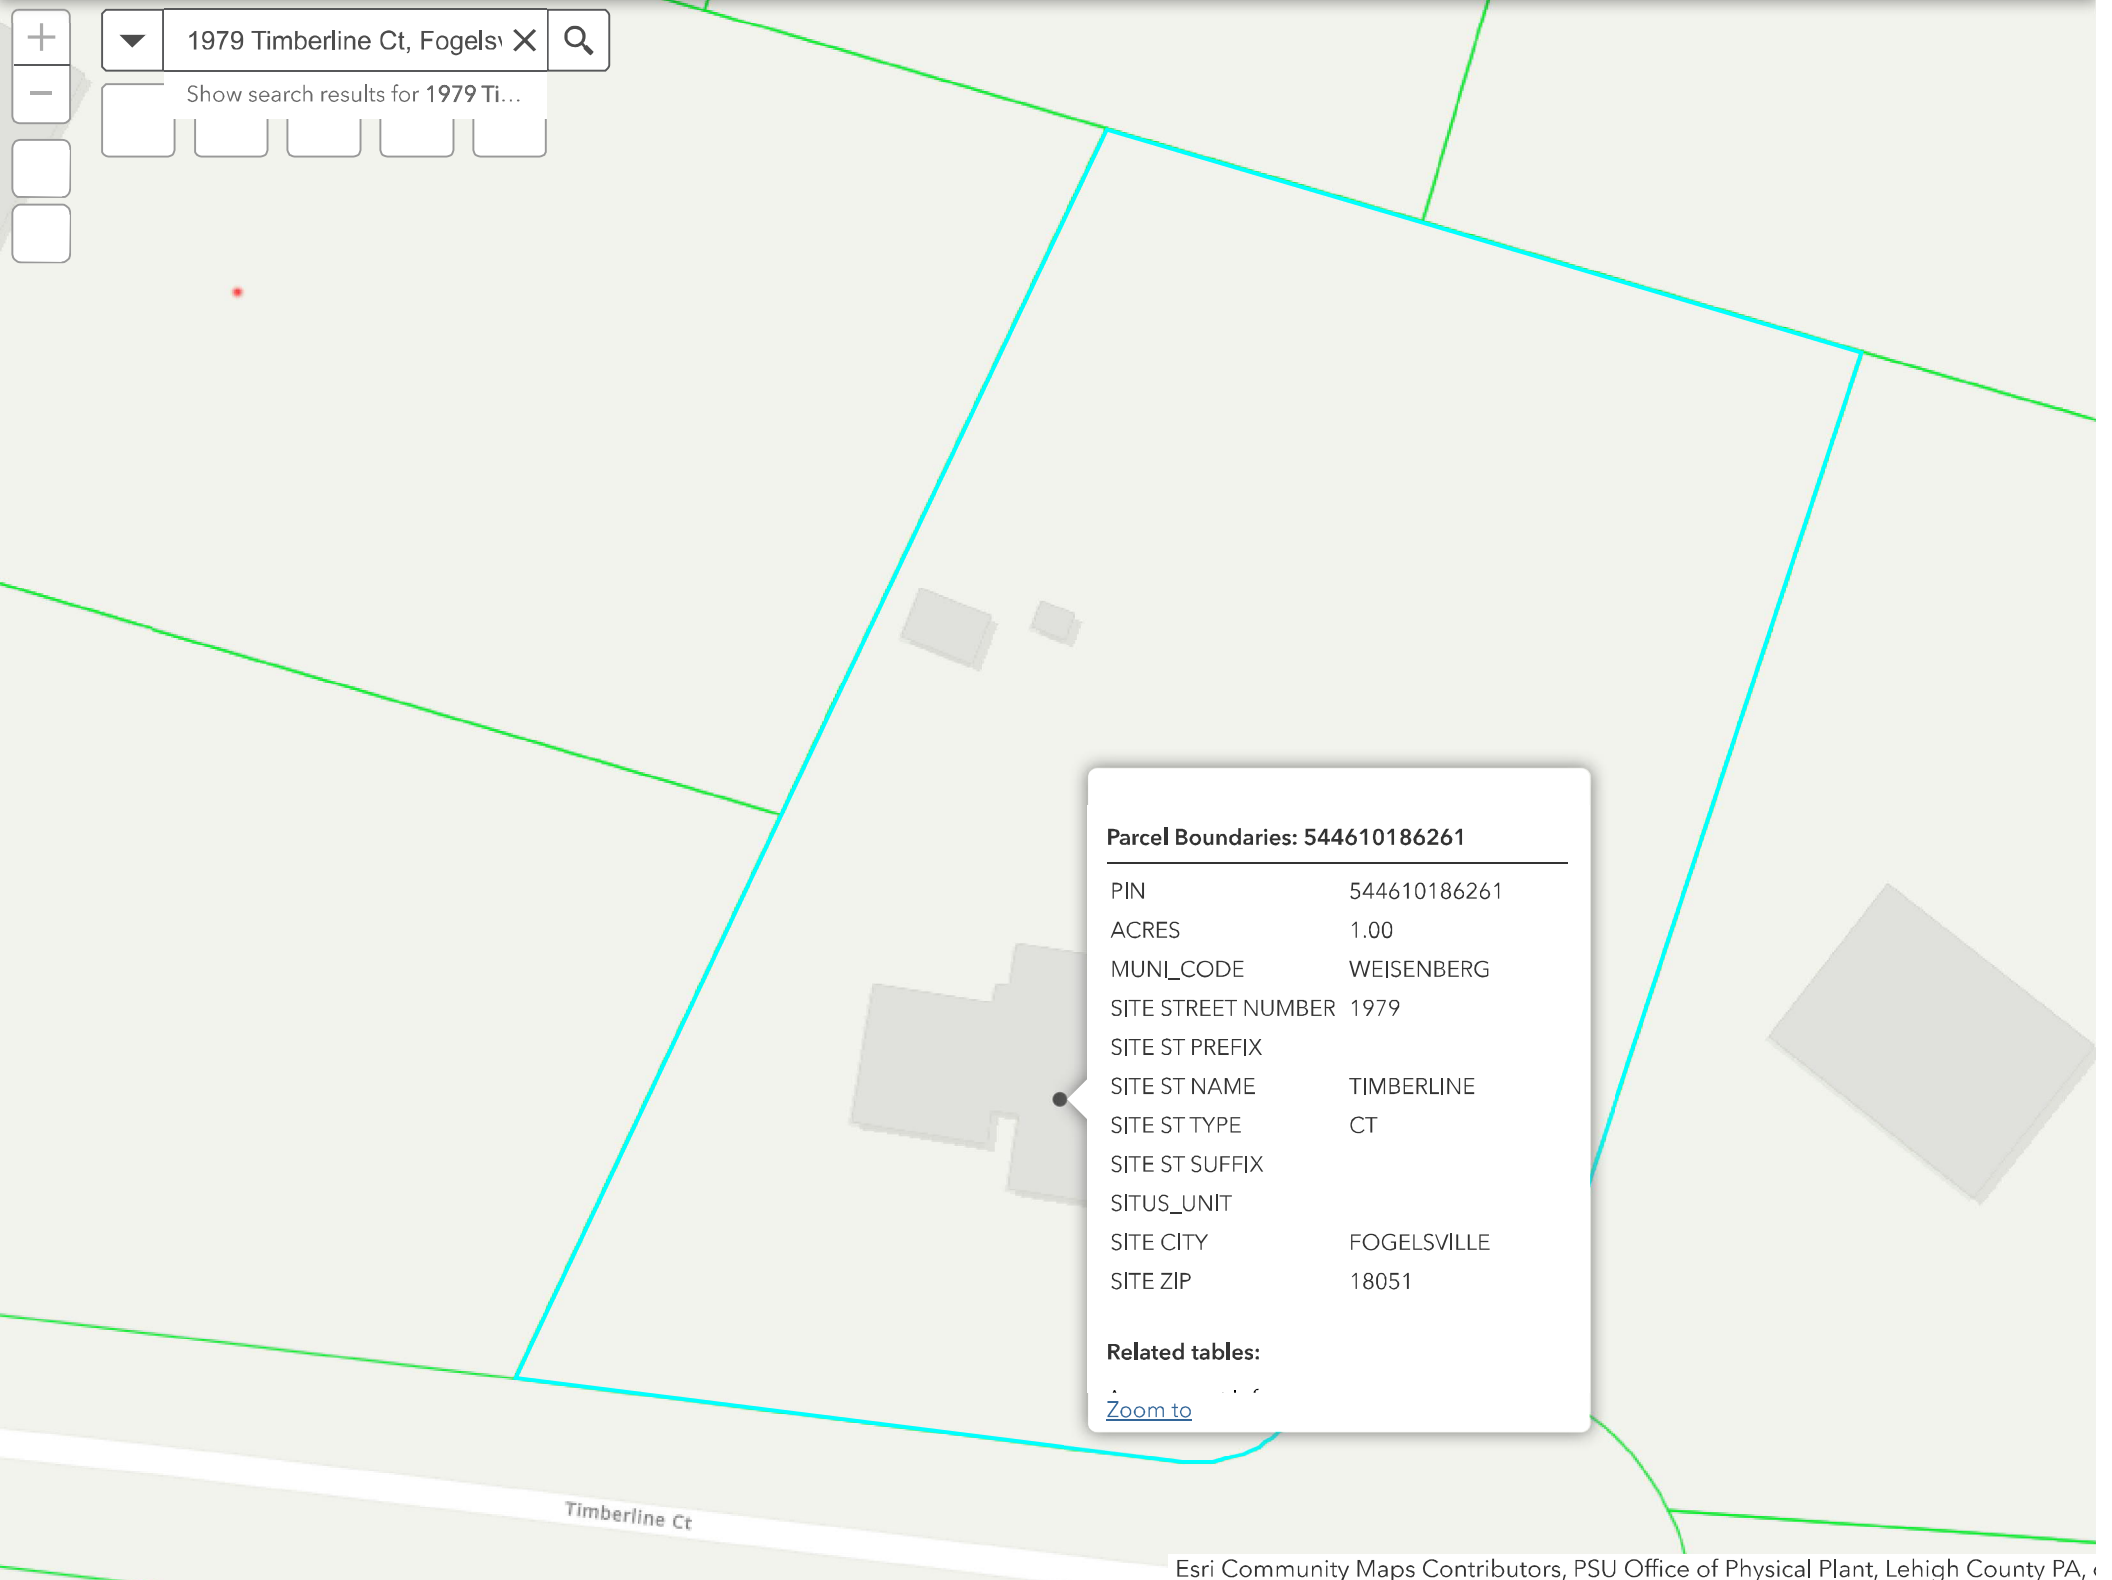 1979 Timberline Ct, Fogels
Show search results for 1979 Ti...
Parcel Boundaries: 544610186261
PIN 544610186261
ACRES 1.00
MUNI_CODE WEISENBERG
SITE STREET NUMBER 1979
SITE ST PREFIX
SITE ST NAME TIMBERLINE
SITE ST TYPE CT
SITE ST SUFFIX
SITUS_UNIT
SITE CITY FOGELSVILLE
SITE ZIP 18051
Related tables:
Zoom to
Timberline Ct
Esri Community Maps Contributors, PSU Office of Physical Plant, Lehigh County PA,